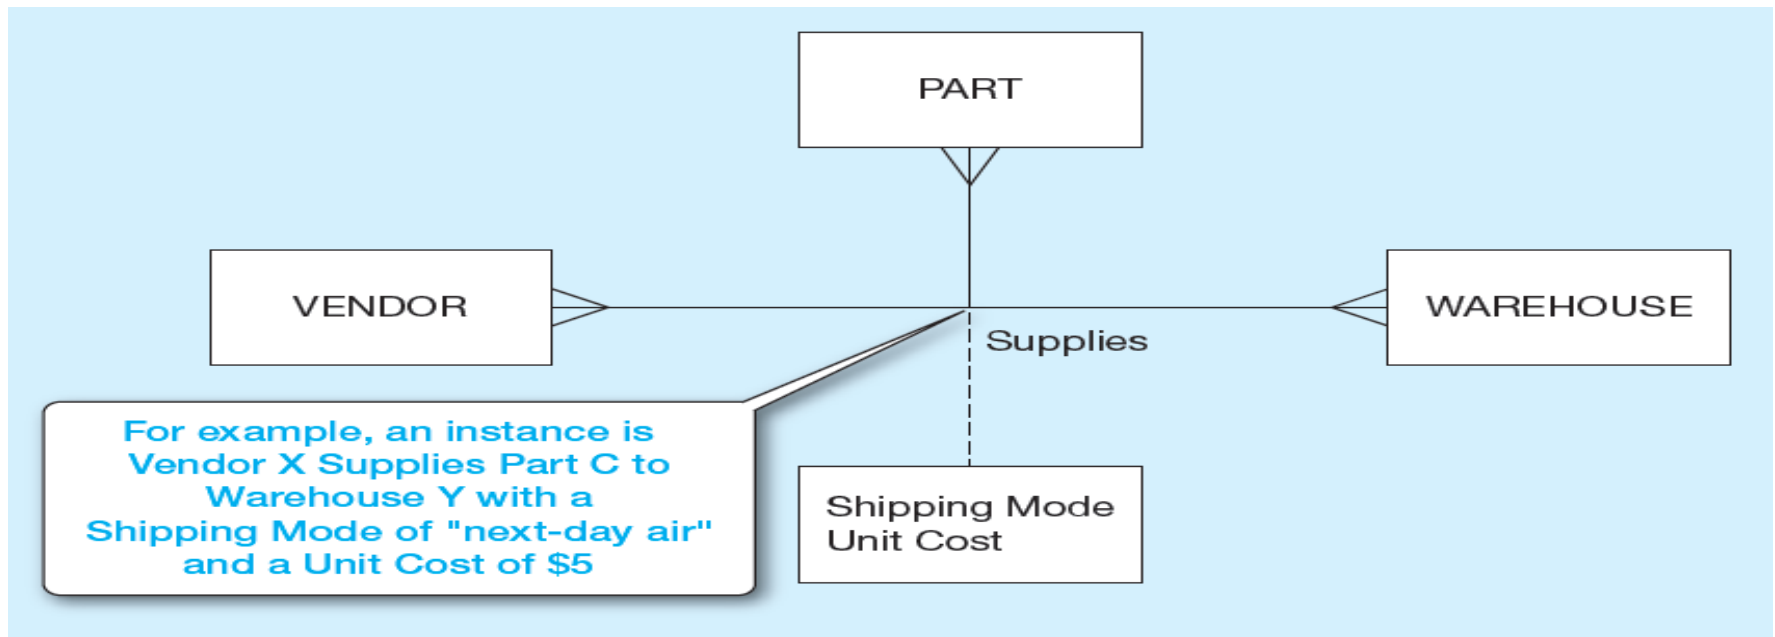 PART
VENDOR
WAREHOUSE
Supplies
For example, an instance is
Vendor X Supplies Part C to
Warehouse Y with a
Shipping Mode of "next-day air"
and a Unit Cost of $5
Shipping Mode
Unit Cost